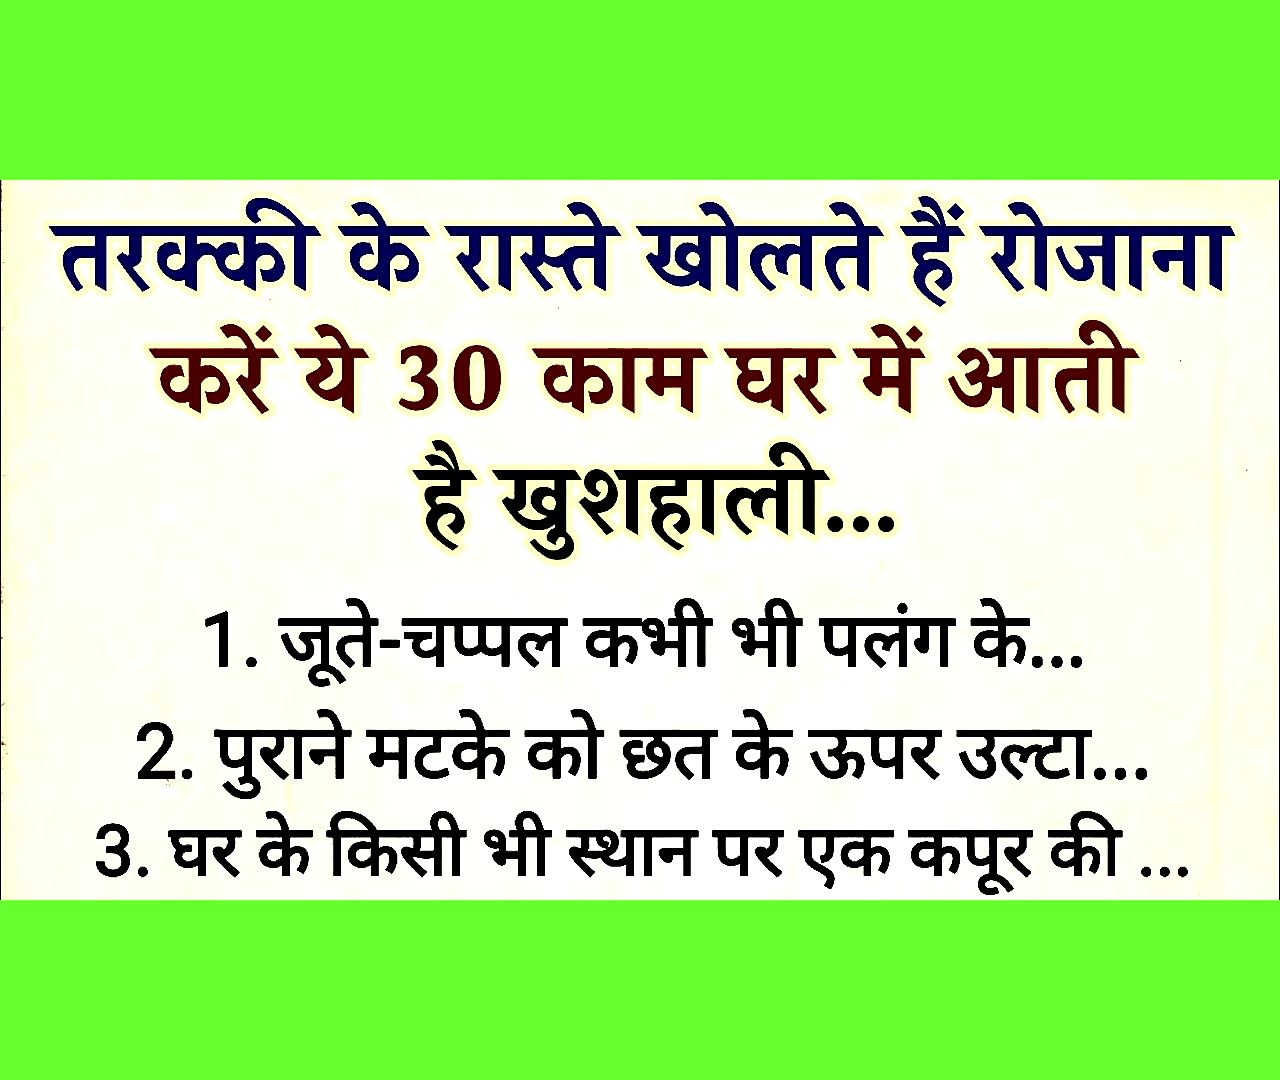 तरक्की के रास्ते खोलते हैं रोजाना
करें ये 30 काम घर में आती
है खुशहाली...
1. जूते-चप्पल कभी भी पलंग के...
2. पुराने मटके को छत के ऊपर उल्टा...
3. घर के किसी भी स्थान पर एक कपूर की ...